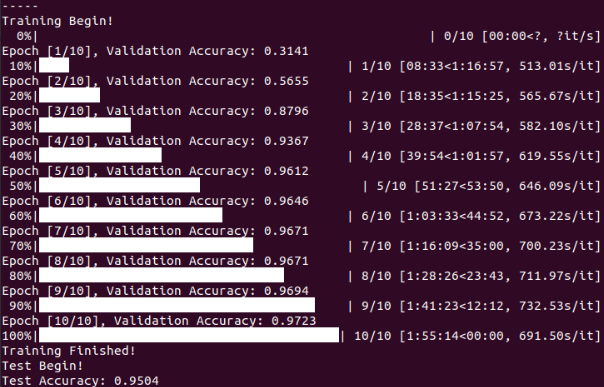 -----
Training Begin!
0%| | 0/10 [00:00<?, ?it/s]
Epoch [1/10], Validation Accuracy: 0.3141
10%| | 1/10 [08:33<1:16:57, 513.01s/it]
Epoch [2/10], Validation Accuracy: 0.5655
20%| | 2/10 [18:35<1:15:25, 565.67s/it]
Epoch [3/10], Validation Accuracy: 0.8796
30%| | 3/10 [28:37<1:07:54, 582.10s/it]
Epoch [4/10], Validation Accuracy: 0.9367
40%| | 4/10 [39:54<1:01:57, 619.55s/it]
Epoch [5/10], Validation Accuracy: 0.9612
50%| | 5/10 [51:27<53:50, 646.09s/it]
Epoch [6/10], Validation Accuracy: 0.9646
60%| | 6/10 [1:03:33<44:52, 673.22s/it]
Epoch [7/10], Validation Accuracy: 0.9671
70%| | 7/10 [1:16:09<35:00, 700.23s/it]
Epoch [8/10], Validation Accuracy: 0.9671
80%| | 8/10 [1:28:26<23:43, 711.97s/it]
Epoch [9/10], Validation Accuracy: 0.9694
90%| | 9/10 [1:41:23<12:12, 732.53s/it]
Epoch [10/10], Validation Accuracy: 0.9723
100%| | 10/10 [1:55:14<00:00, 691.50s/it]
Training Finished!
Test Begin!
Test Accuracy: 0.9504